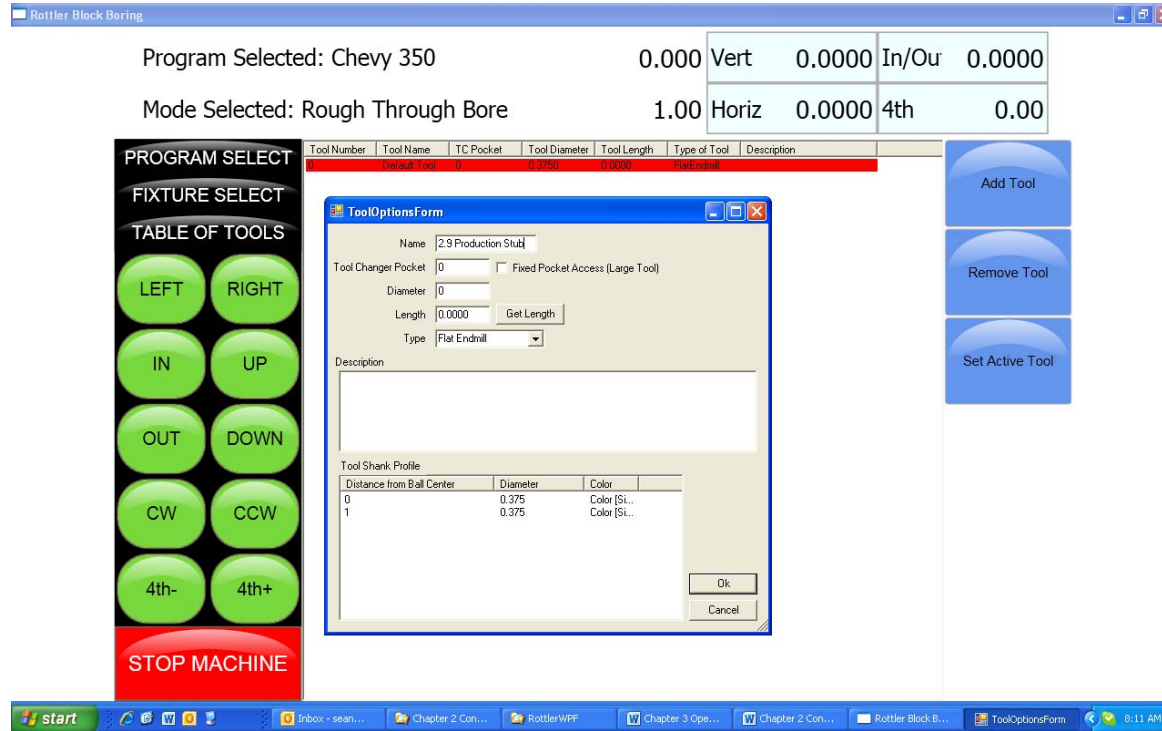 Rottler Block Boring
Program Selected: Chevy 350 0.000 Vert 0.0000 In/Ou 0.0000
Mode Selected: Rough Through Bore 1.00 Horiz 0.0000 4th 0.00
PROGRAM SELECT
FIXTURE SELECT
TABLE OF TOOLS
LEFT RIGHT
IN UP
OUT DOWN
CW CCW
4th- 4th+
STOP MACHINE
Tool Number Tool Name TC Pocket Tool Diameter Tool Length Type of Tool Description
0 Default Tool 0 0.3750 0.0000 FlatEndmill
ToolOptionsForm
Name 2.9 Production Stub
Tool Changer Pocket 0 Fixed Pocket Access (Large Tool)
Diameter 0
Length 0.0000 Get Length
Type Flat Endmill
Description
Tool Shank Profile
Distance from Ball Center Diameter Color
0 0.375 Color [Si...
1 0.375 Color [Si...
Ok
Cancel
Add Tool
Remove Tool
Set Active Tool
start Inbox - sean... Chapter 2 Con... RottlerWPF Chapter 3 Ope... Chapter 2 Con... Rottler Block B... ToolOptionsForm 8:11 AM